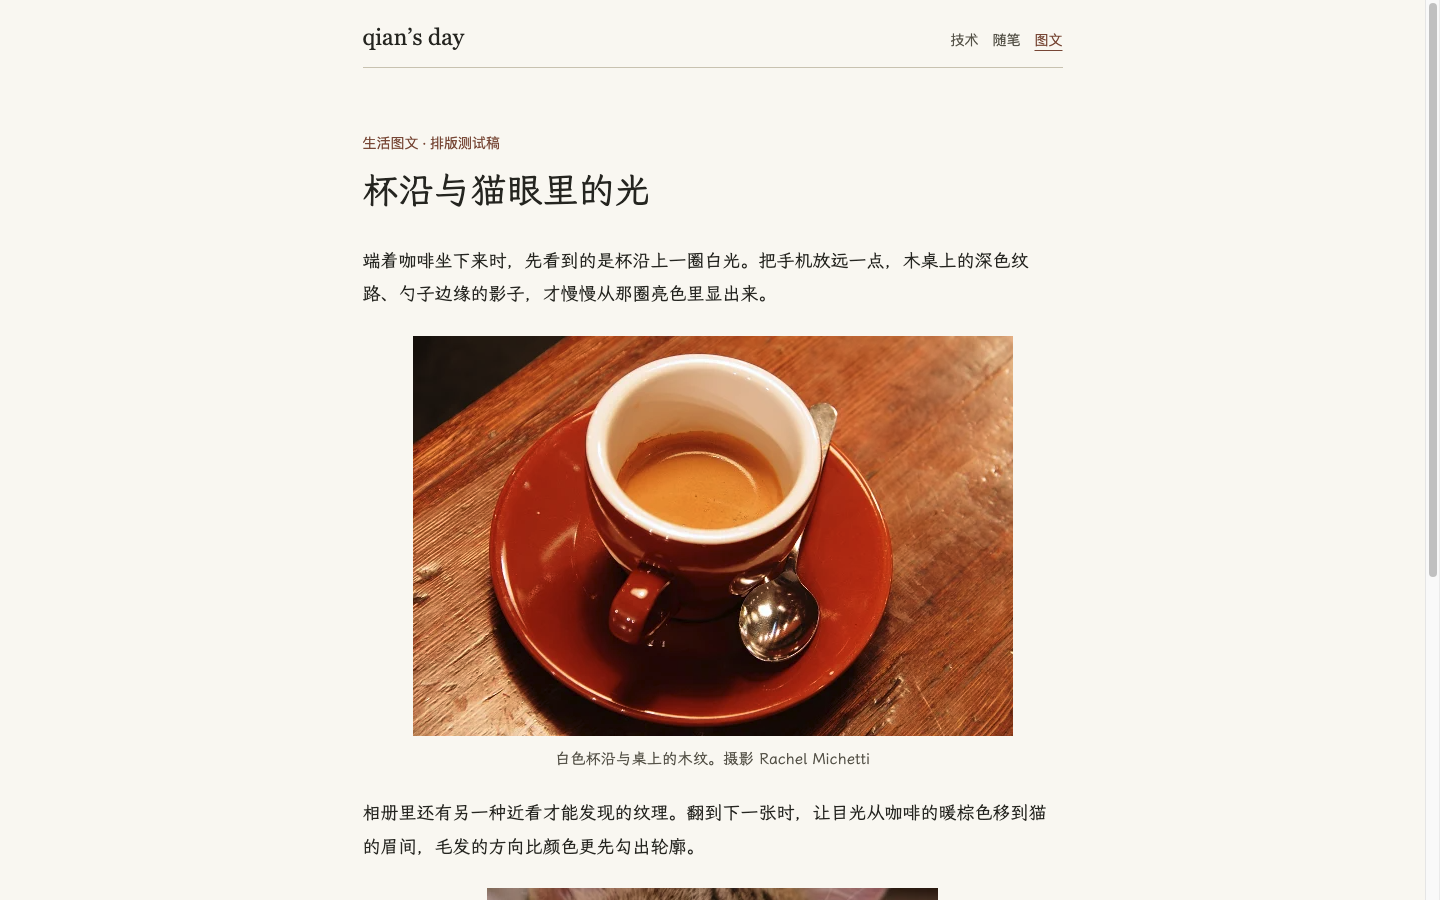 qian’s day
技术 随笔 图文
生活图文 · 排版测试稿
杯沿与猫眼里的光
端着咖啡坐下来时，先看到的是杯沿上一圈白光。把手机放远一点，木桌上的深色纹
路、勺子边缘的影子，才慢慢从那圈亮色里显出来。
白色杯沿与桌上的木纹。摄影 Rachel Michetti
相册里还有另一种近看才能发现的纹理。翻到下一张时，让目光从咖啡的暖棕色移到猫
的眉间，毛发的方向比颜色更先勾出轮廓。